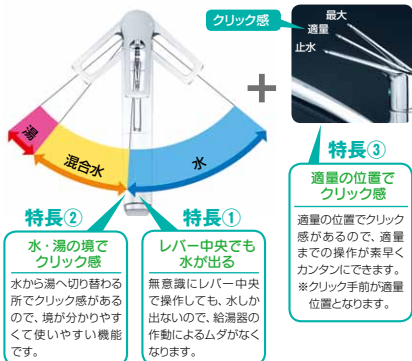 クリック感
最大
適量
止水
湯
混合水
水
特長③
適量の位置で
クリック感
適量の位置でクリック
感があるので、適量
までの操作が素早く
カンタンにできます。
※クリック手前が適量
位置となります。
特長②
水・湯の境で
クリック感
水から湯へ切り替わる
所でクリック感がある
ので、境が分かりやす
くて使いやすい機能
です。
特長①
レバー中央でも
水が出る
無意識にレバー中央
で操作しても、水しか
出ないので、給湯器の
作動によるムダがなく
なります。